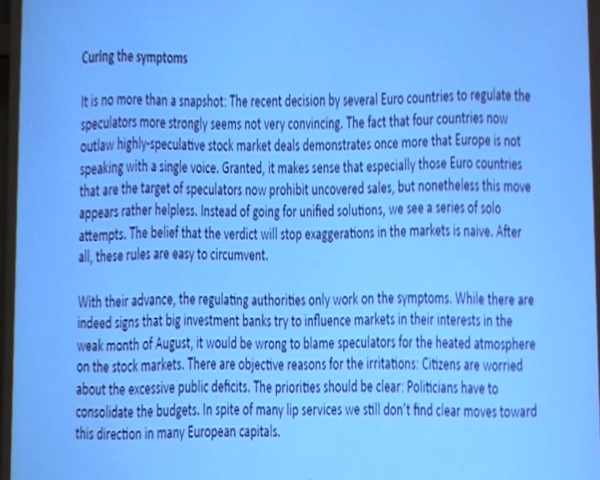 Curing the symptoms
It is no more than a snapshot: The recent decision by several Euro countries to regulate the
speculators more strongly seems not very convincing. The fact that four countries now
outlaw highly-speculative stock market deals demonstrates once more that Europe is not
speaking with a single voice. Granted, it makes sense that especially those Euro countries
that are the target of speculators now prohibit uncovered sales, but nonetheless this move
appears rather helpless. Instead of going for unified solutions, we see a series of solo
attempts. The belief that the verdict will stop exaggerations in the markets is naive. After
all, these rules are easy to circumvent.
With their advance, the regulating authorities only work on the symptoms. While there are
indeed signs that big investment banks try to influence markets in their interests in the
weak month of August, it would be wrong to blame speculators for the heated atmosphere
on the stock markets. There are objective reasons for the irritations: Citizens are worried
about the excessive public deficits. The priorities should be clear: Politicians have to
consolidate the budgets. In spite of many lip services we still don't find clear moves toward
this direction in many European capitals.